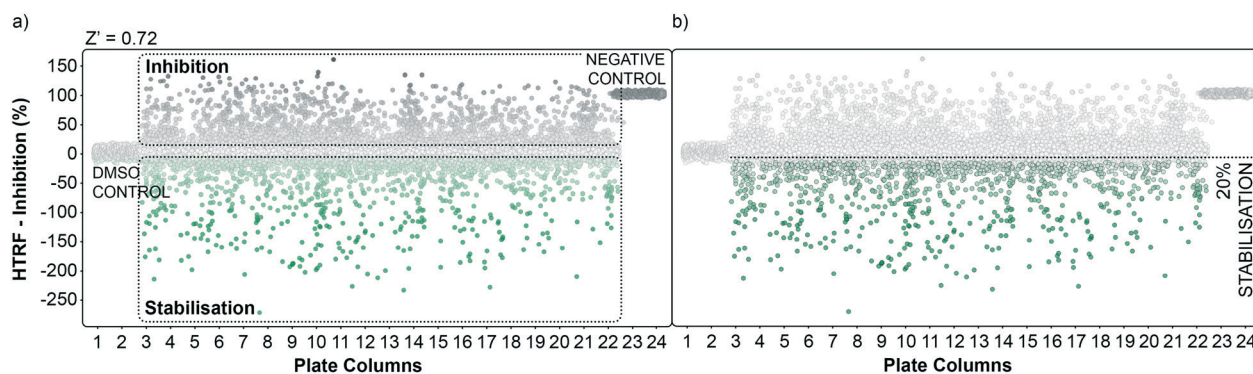 a)
Z' = 0.72
HTRF - Inhibition (%)
150
100
50
0
-50
-100
-150
-200
-250
Inhibition
NEGATIVE
CONTROL
DMSO
CONTROL
Stabilisation
1 2 3 4 5 6 7 8 9 10 11 12 13 14 15 16 17 18 19 20 21 22 23 24
Plate Columns
b)
20%
STABILISATION
1 2 3 4 5 6 7 8 9 10 11 12 13 14 15 16 17 18 19 20 21 22 23 24
Plate Columns